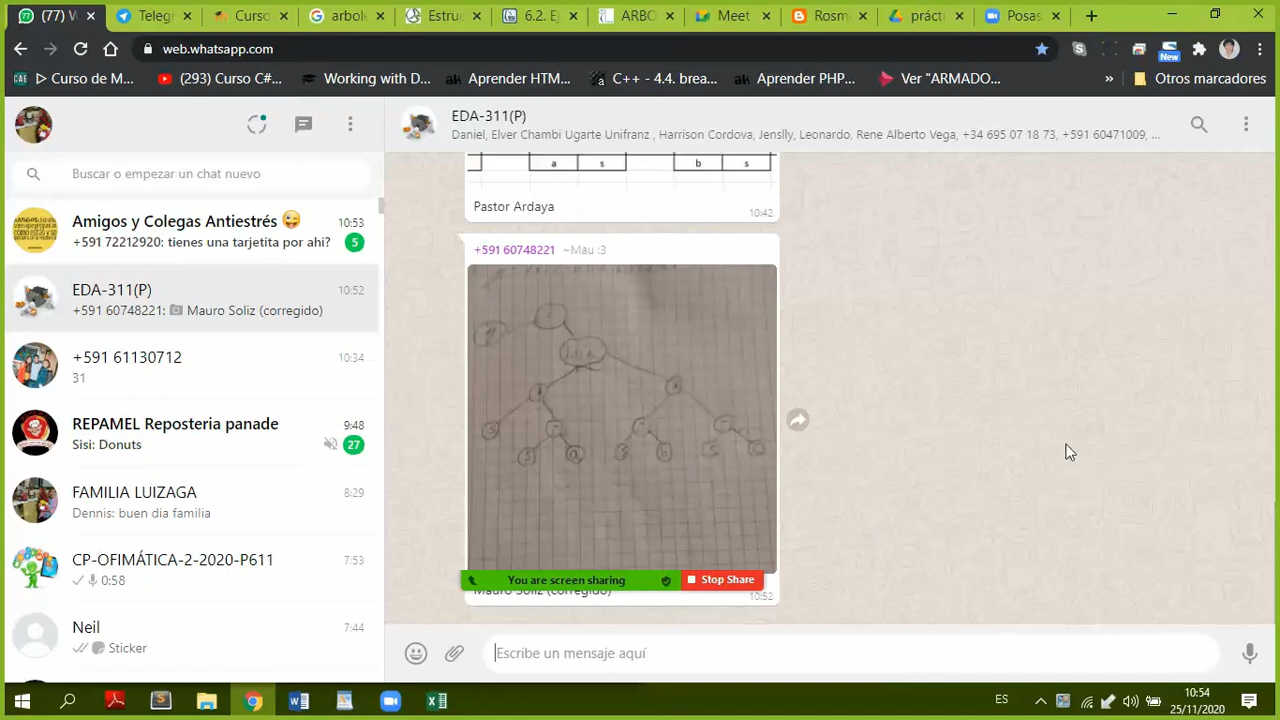 (77) W
Telegr
Curso
arbole
Estruc
6.2. Ej
ARBO
Meet
Rosm
prácti
Posas
web.whatsapp.com
New
▷ Curso de M...
(293) Curso C#...
Working with D...
Aprender HTM...
C++ - 4.4. brea...
Aprender PHP...
Ver "ARMADO...
»
Otros marcadores
EDA-311(P)
Daniel, Elver Chambi Ugarte Unifranz , Harrison Cordova, Jenslly, Leonardo, Rene Alberto Vega, +34 695 07 18 73, +591 60471009, ...
Buscar o empezar un chat nuevo
Amigos y Colegas Antiestrés 😜 10:53
+591 72212920: tienes una tarjetita por ahi? 5
EDA-311(P) 10:52
+591 60748221: Mauro Soliz (corregido)
+591 61130712 10:34
31
REPAMEL Reposteria panade 9:48
Sisi: Donuts 27
FAMILIA LUIZAGA 8:29
Dennis: buen dia familia
CP-OFIMÁTICA-2-2020-P611 7:53
0:58
Neil 7:44
Sticker
a s b s
Pastor Ardaya 10:42
+591 60748221 ~Mau :3
You are screen sharing Stop Share
Mauro Soliz (corregido) 10:52
Escribe un mensaje aquí
ES
10:54
25/11/2020